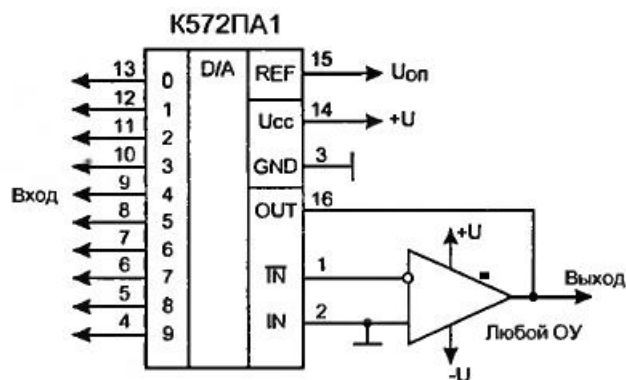 К572ПА1
D/A
REF
Ucc
GND
OUT
IN
IN
0
1
2
3
4
5
6
7
8
9
13
12
11
10
9
8
7
6
5
4
Вход
15
Uоп
14
+U
3
16
1
2
+U
-U
Выход
Любой ОУ